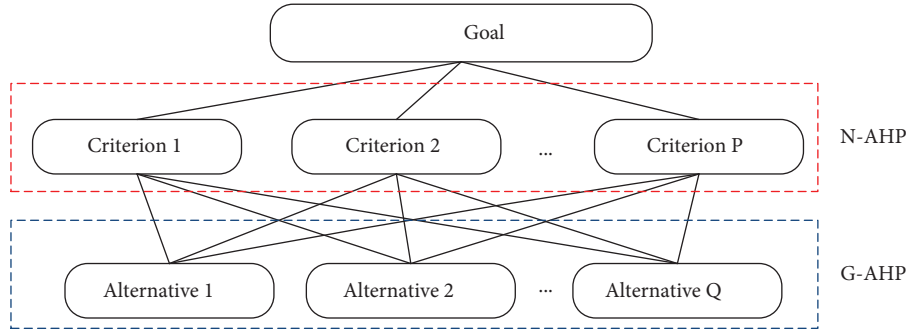 Goal
Criterion 1
Criterion 2
...
Criterion P
N-AHP
Alternative 1
Alternative 2
...
Alternative Q
G-AHP